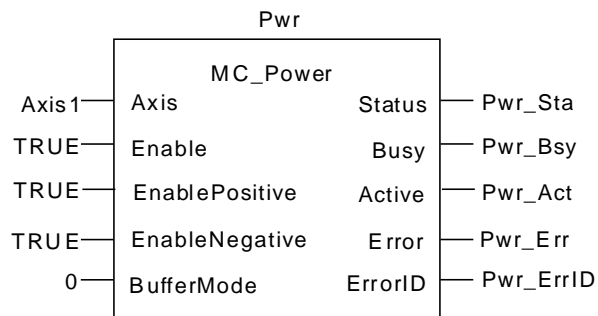 Pwr
MC_Power
Axis1 Axis Status Pwr_Sta
TRUE Enable Busy Pwr_Bsy
TRUE EnablePositive Active Pwr_Act
TRUE EnableNegative Error Pwr_Err
0 BufferMode ErrorID Pwr_ErrID